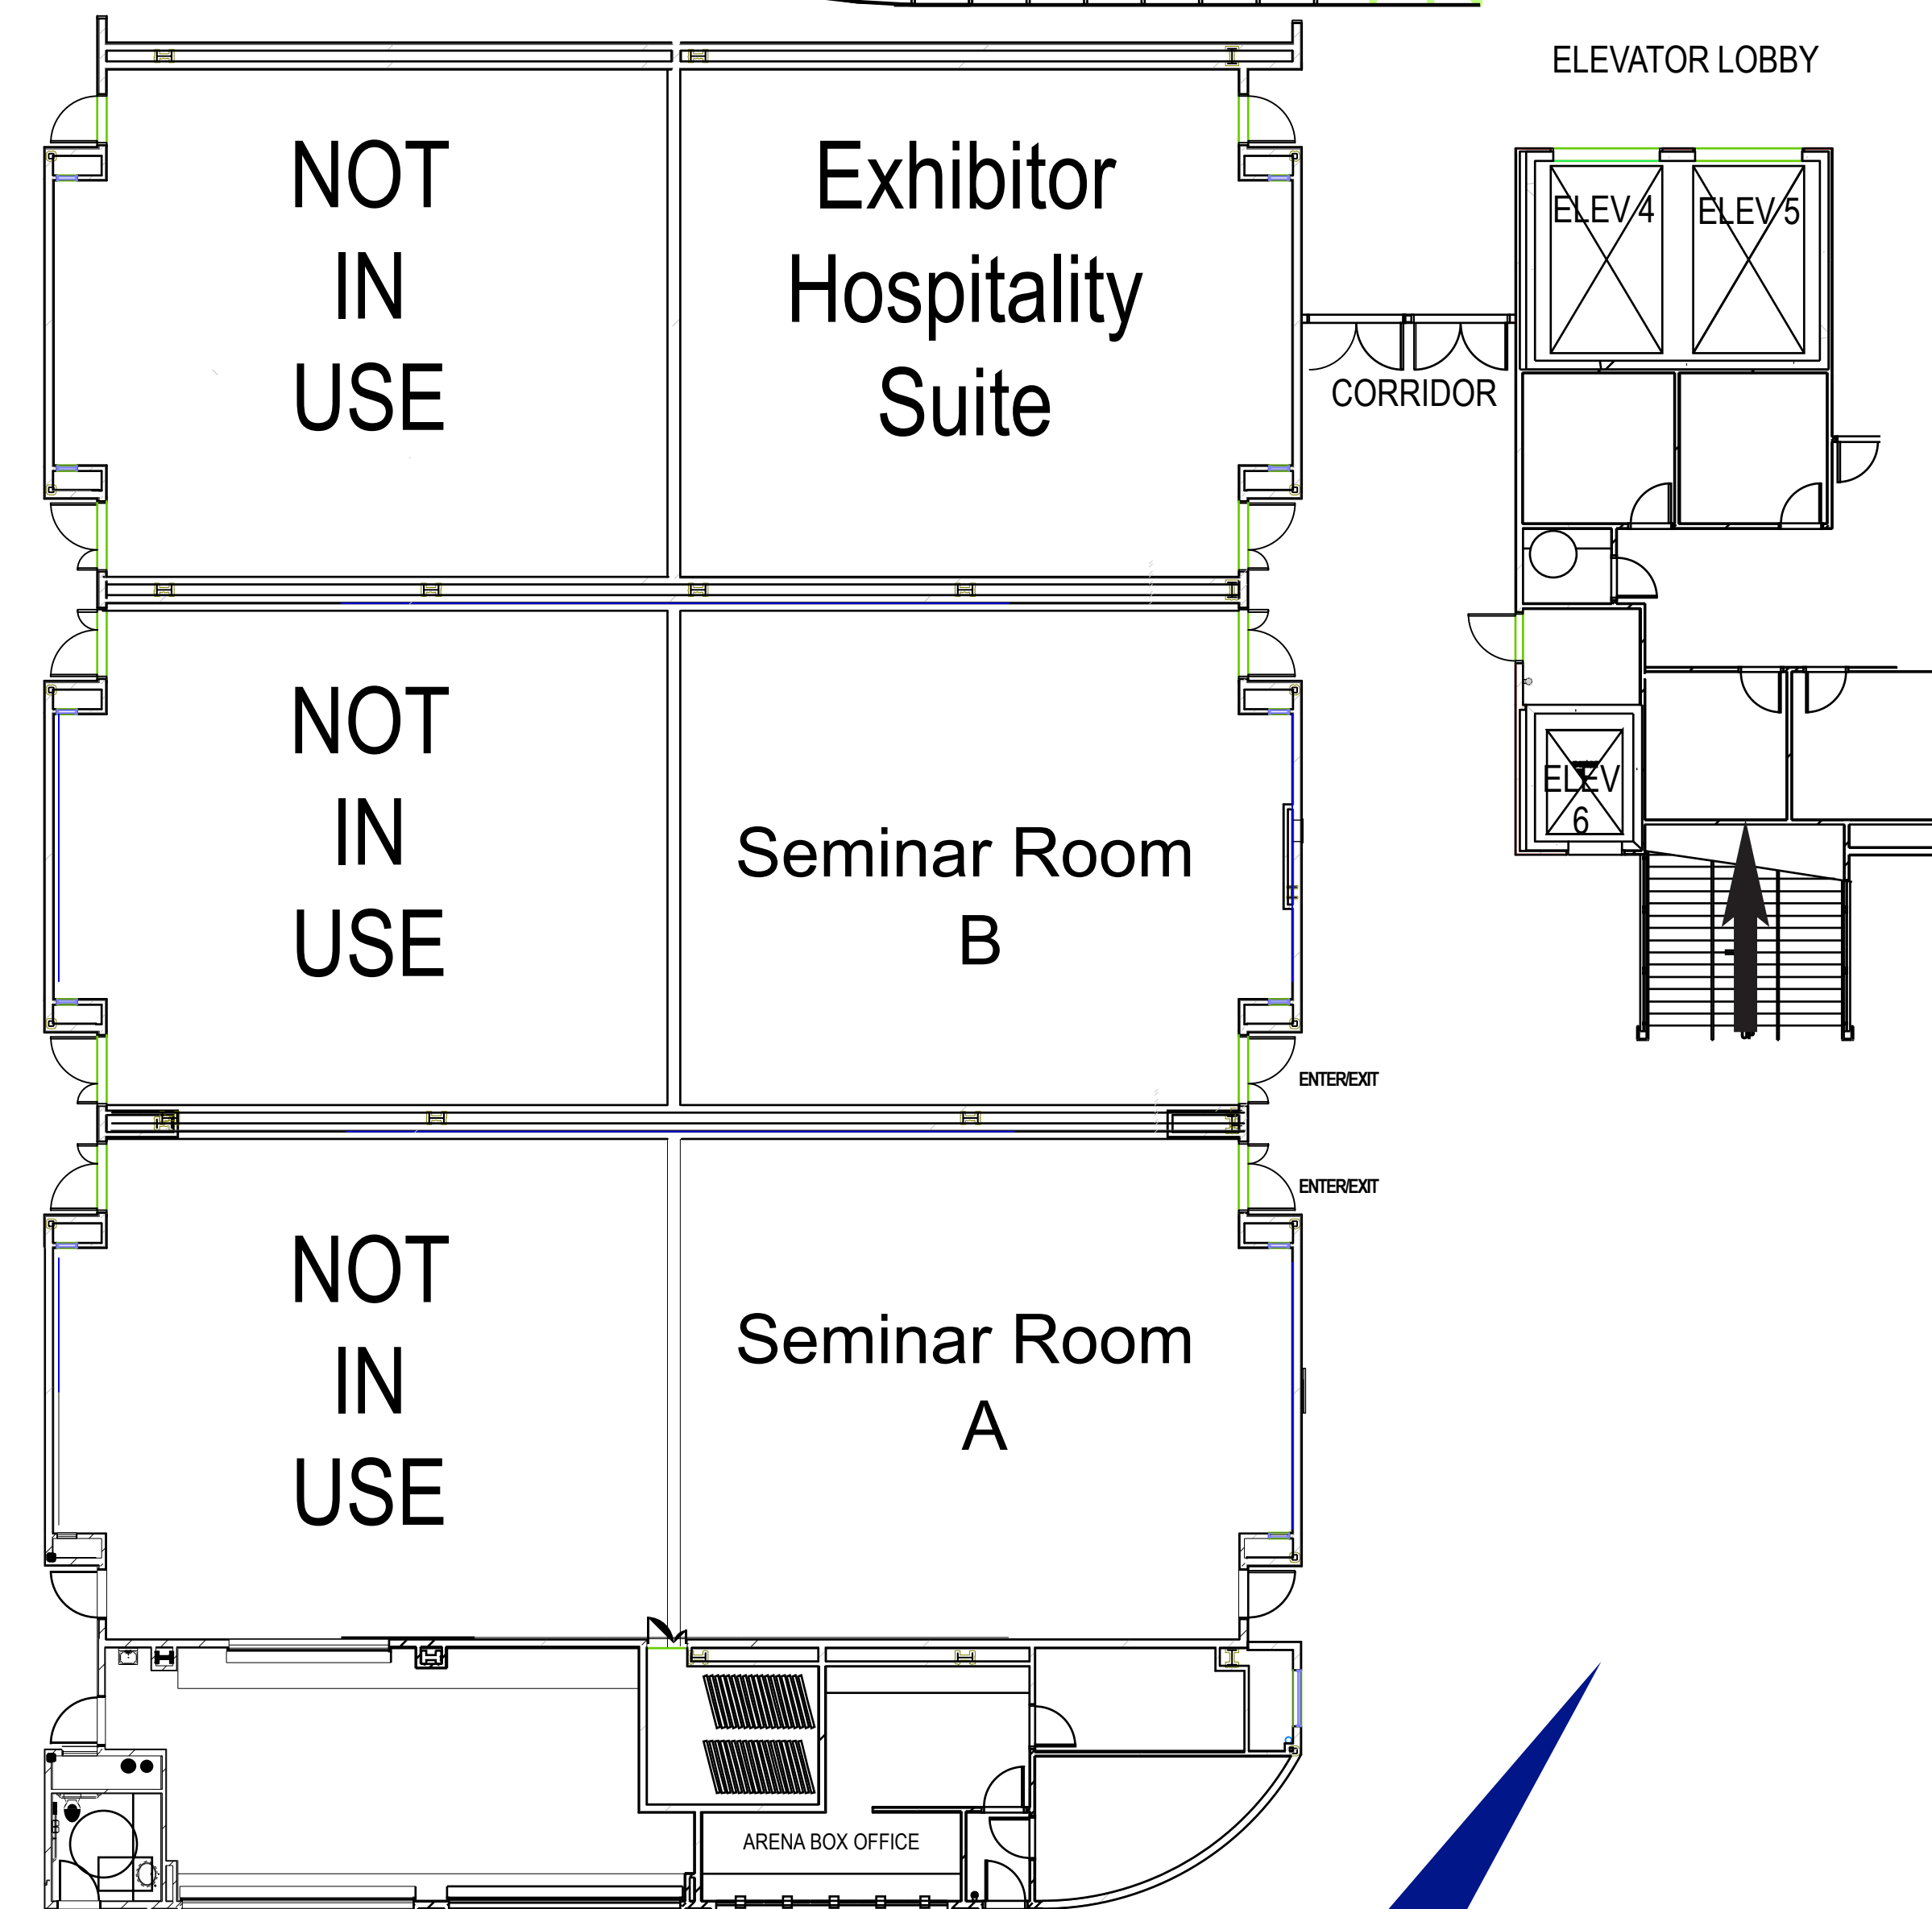 ELEVATOR LOBBY
NOT
IN
USE
Exhibitor
Hospitality
Suite
ELEV 4
ELEV 5
CORRIDOR
NOT
IN
USE
Seminar Room
B
ELEV
6
UP
ENTER/EXIT
ENTER/EXIT
NOT
IN
USE
Seminar Room
A
ARENA BOX OFFICE